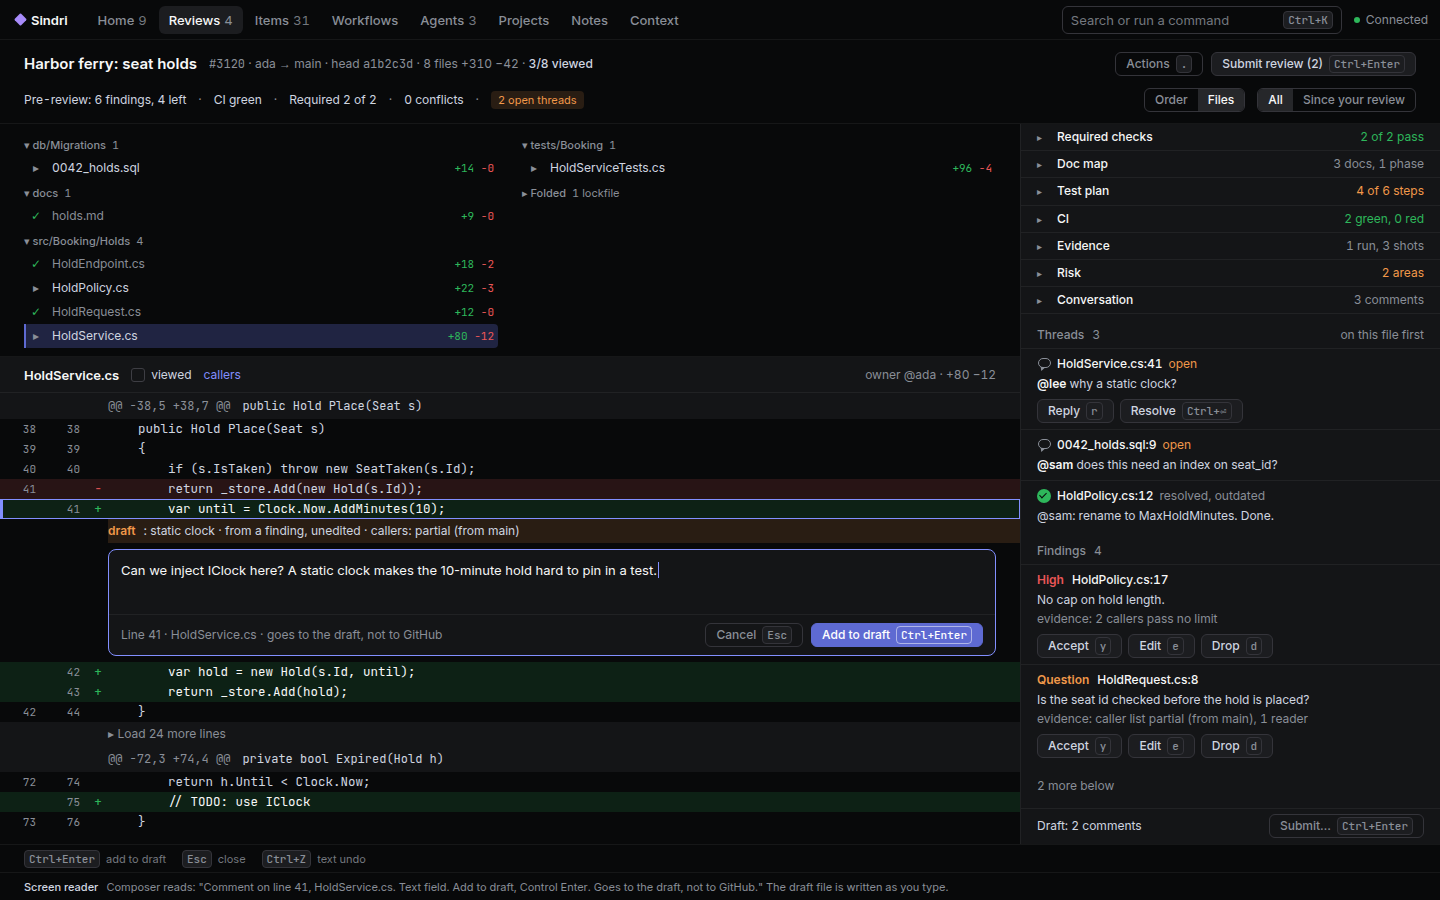 Sindri Home 9 Reviews 4 Items 31 Workflows Agents 3 Projects Notes Context Search or run a command Ctrl+K Connected
Harbor ferry: seat holds #3120 · ada → main · head a1b2c3d · 8 files +310 −42 · 3/8 viewed Actions . Submit review (2) Ctrl+Enter
Pre-review: 6 findings, 4 left · CI green · Required 2 of 2 · 0 conflicts · 2 open threads Order Files All Since your review
▾ db/Migrations 1
▸ 0042_holds.sql +14 -0
▾ docs 1
✓ holds.md +9 -0
▾ src/Booking/Holds 4
✓ HoldEndpoint.cs +18 -2
▸ HoldPolicy.cs +22 -3
✓ HoldRequest.cs +12 -0
▸ HoldService.cs +80 -12
▾ tests/Booking 1
▸ HoldServiceTests.cs +96 -4
▸ Folded 1 lockfile
HoldService.cs viewed callers owner @ada · +80 −12
@@ -38,5 +38,7 @@ public Hold Place(Seat s)
38 38 public Hold Place(Seat s)
39 39 {
40 40 if (s.IsTaken) throw new SeatTaken(s.Id);
41 - return _store.Add(new Hold(s.Id));
41 + var until = Clock.Now.AddMinutes(10);
draft : static clock · from a finding, unedited · callers: partial (from main)
Can we inject IClock here? A static clock makes the 10-minute hold hard to pin in a test.
Line 41 · HoldService.cs · goes to the draft, not to GitHub Cancel Esc Add to draft Ctrl+Enter
42 + var hold = new Hold(s.Id, until);
43 + return _store.Add(hold);
42 44 }
▸ Load 24 more lines
@@ -72,3 +74,4 @@ private bool Expired(Hold h)
72 74 return h.Until < Clock.Now;
75 + // TODO: use IClock
73 76 }
▸ Required checks 2 of 2 pass
▸ Doc map 3 docs, 1 phase
▸ Test plan 4 of 6 steps
▸ CI 2 green, 0 red
▸ Evidence 1 run, 3 shots
▸ Risk 2 areas
▸ Conversation 3 comments
Threads 3 on this file first
HoldService.cs:41 open
@lee why a static clock?
Reply r Resolve Ctrl+⏎
0042_holds.sql:9 open
@sam does this need an index on seat_id?
HoldPolicy.cs:12 resolved, outdated
@sam: rename to MaxHoldMinutes. Done.
Findings 4
High HoldPolicy.cs:17
No cap on hold length.
evidence: 2 callers pass no limit
Accept y Edit e Drop d
Question HoldRequest.cs:8
Is the seat id checked before the hold is placed?
evidence: caller list partial (from main), 1 reader
Accept y Edit e Drop d
2 more below
Draft: 2 comments Submit... Ctrl+Enter
Ctrl+Enter add to draft Esc close Ctrl+Z text undo
Screen reader Composer reads: "Comment on line 41, HoldService.cs. Text field. Add to draft, Control Enter. Goes to the draft, not to GitHub." The draft file is written as you type.